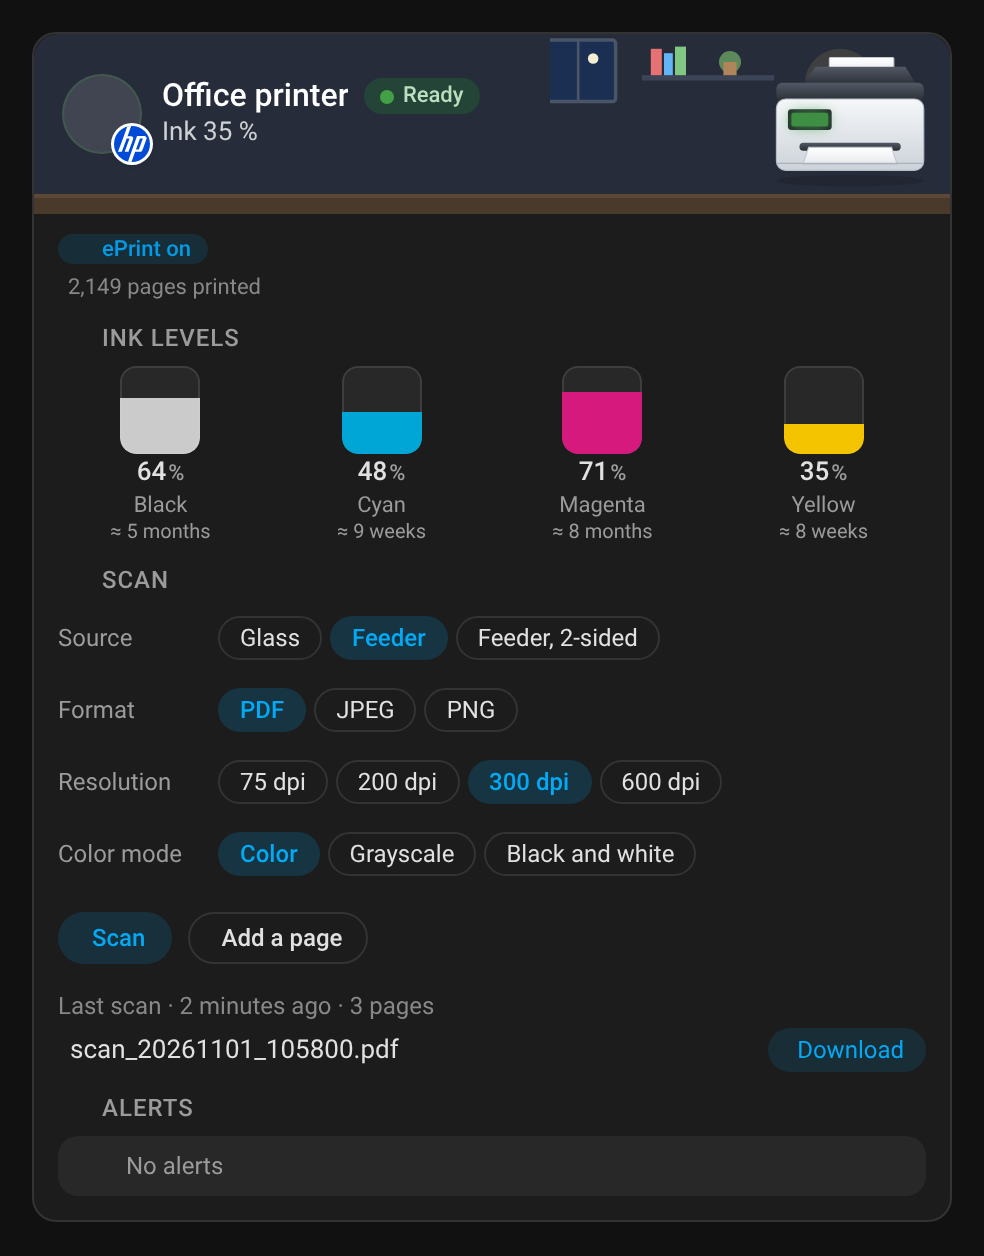 Office printer
Ready
Ink 35 %
hp
ePrint on
2,149 pages printed
INK LEVELS
64% 48% 71% 35%
Black Cyan Magenta Yellow
≈ 5 months ≈ 9 weeks ≈ 8 months ≈ 8 weeks
SCAN
Source Glass Feeder Feeder, 2-sided
Format PDF JPEG PNG
Resolution 75 dpi 200 dpi 300 dpi 600 dpi
Color mode Color Grayscale Black and white
Scan Add a page
Last scan · 2 minutes ago · 3 pages
scan_20261101_105800.pdf Download
ALERTS
No alerts